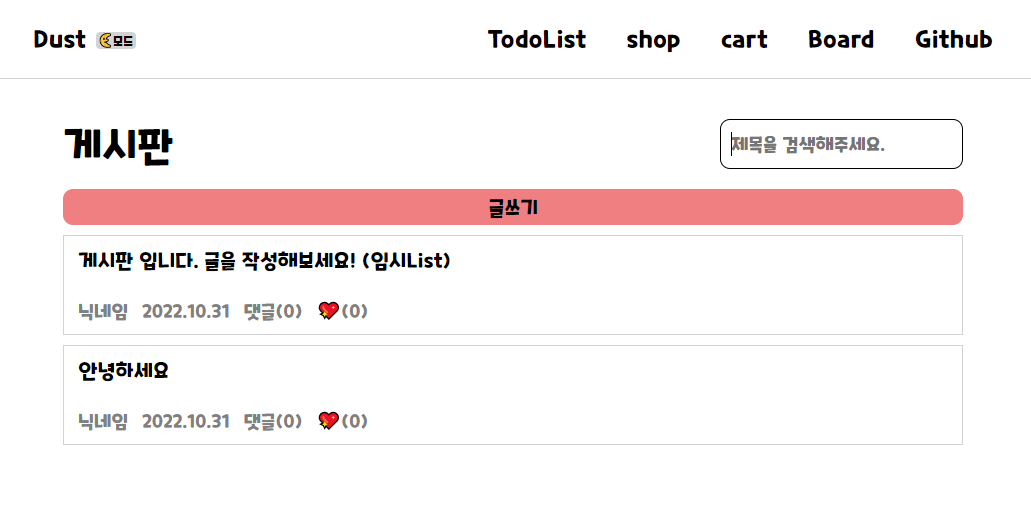 Dust 🌜모드 TodoList shop cart Board Github
게시판 제목을 검색해주세요.
글쓰기
게시판 입니다. 글을 작성해보세요! (임시List)
닉네임 2022.10.31 댓글(0) 💖(0)
안녕하세요
닉네임 2022.10.31 댓글(0) 💖(0)